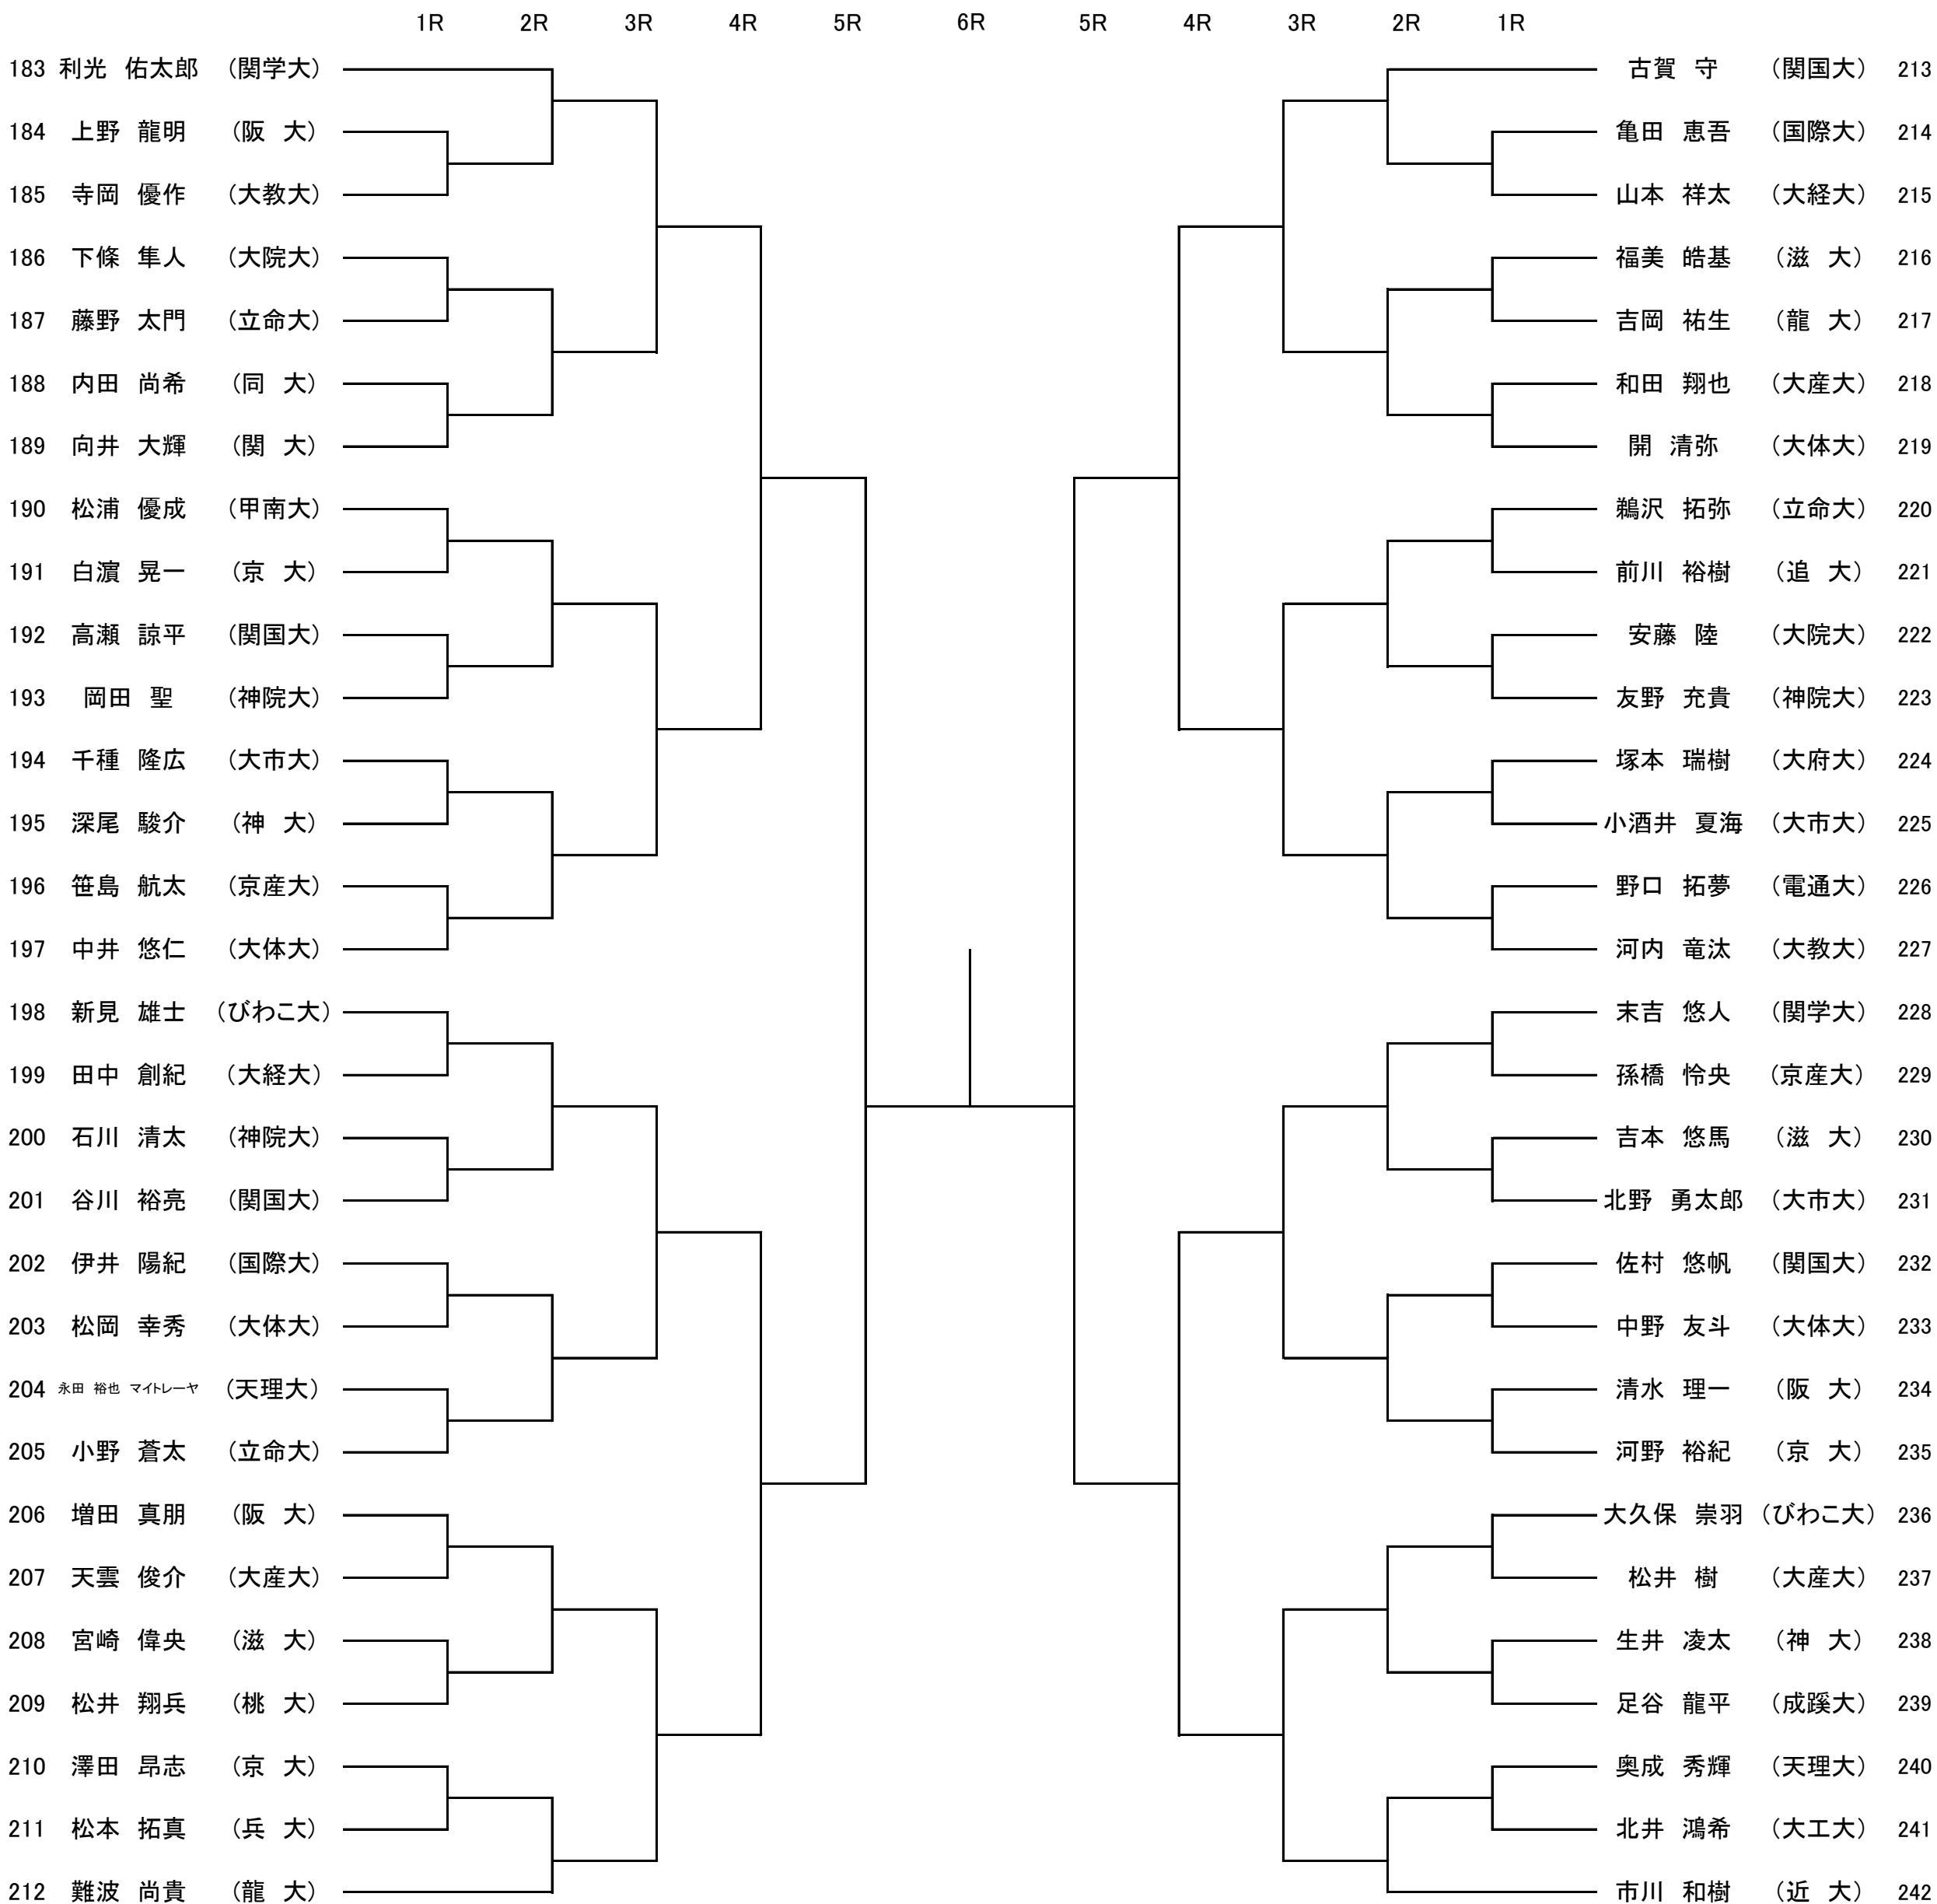 1R 2R 3R 4R 5R 6R 5R 4R 3R 2R 1R
183 利光 佑太郎 (関学大) 古賀 守 (関国大) 213
184 上野 龍明 (阪 大) 亀田 恵吾 (国際大) 214
185 寺岡 優作 (大教大) 山本 祥太 (大経大) 215
186 下條 隼人 (大院大) 福美 皓基 (滋 大) 216
187 藤野 太門 (立命大) 吉岡 祐生 (龍 大) 217
188 内田 尚希 (同 大) 和田 翔也 (大産大) 218
189 向井 大輝 (関 大) 開 清弥 (大体大) 219
190 松浦 優成 (甲南大) 鵜沢 拓弥 (立命大) 220
191 白濵 晃一 (京 大) 前川 裕樹 (追 大) 221
192 高瀬 諒平 (関国大) 安藤 陸 (大院大) 222
193 岡田 聖 (神院大) 友野 充貴 (神院大) 223
194 千種 隆広 (大市大) 塚本 瑞樹 (大府大) 224
195 深尾 駿介 (神 大) 小酒井 夏海 (大市大) 225
196 笹島 航太 (京産大) 野口 拓夢 (電通大) 226
197 中井 悠仁 (大体大) 河内 竜汰 (大教大) 227
198 新見 雄士 (びわこ大) 末吉 悠人 (関学大) 228
199 田中 創紀 (大経大) 孫橋 怜央 (京産大) 229
200 石川 清太 (神院大) 吉本 悠馬 (滋 大) 230
201 谷川 裕亮 (関国大) 北野 勇太郎 (大市大) 231
202 伊井 陽紀 (国際大) 佐村 悠帆 (関国大) 232
203 松岡 幸秀 (大体大) 中野 友斗 (大体大) 233
204 永田 裕也 マイトレーヤ (天理大) 清水 理一 (阪 大) 234
205 小野 蒼太 (立命大) 河野 裕紀 (京 大) 235
206 増田 真朋 (阪 大) 大久保 崇羽 (びわこ大) 236
207 天雲 俊介 (大産大) 松井 樹 (大産大) 237
208 宮崎 偉央 (滋 大) 生井 凌太 (神 大) 238
209 松井 翔兵 (桃 大) 足谷 龍平 (成蹊大) 239
210 澤田 昂志 (京 大) 奥成 秀輝 (天理大) 240
211 松本 拓真 (兵 大) 北井 鴻希 (大工大) 241
212 難波 尚貴 (龍 大) 市川 和樹 (近 大) 242